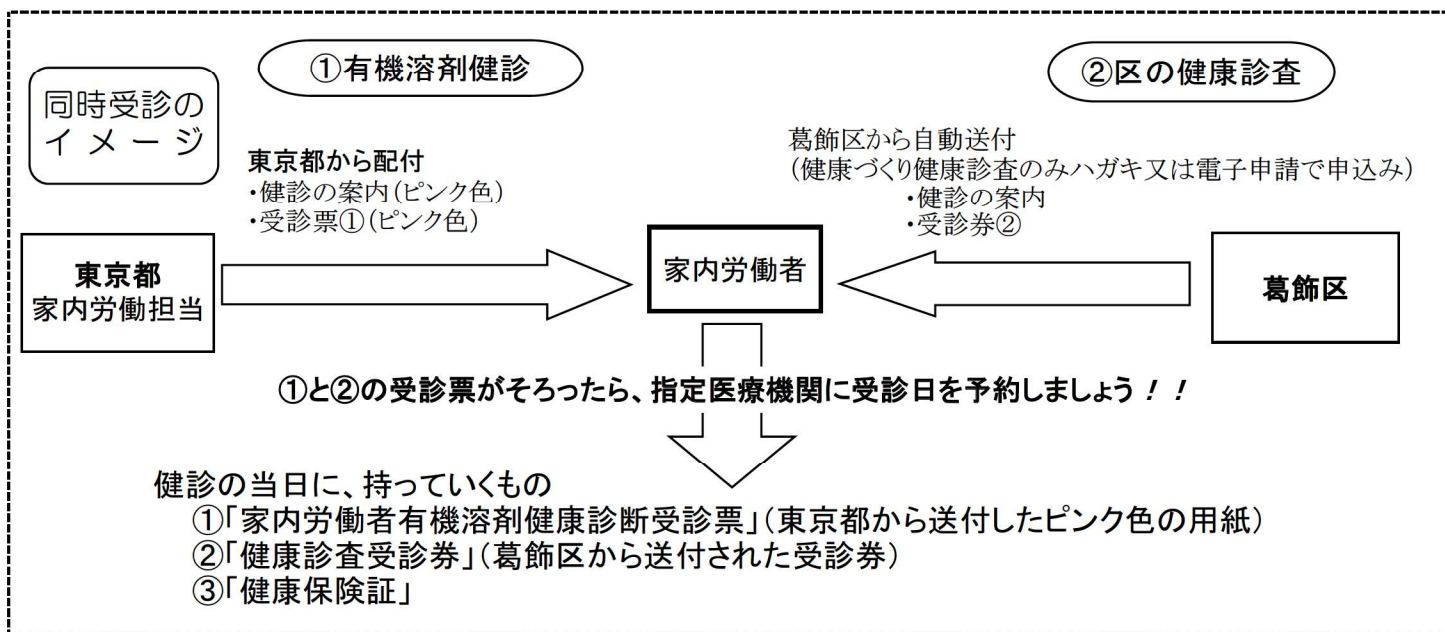 同時受診の
イメージ
①有機溶剤健診
②区の健康診査
東京都から配付
・健診の案内(ピンク色)
・受診票①(ピンク色)
葛飾区から自動送付
(健康づくり健康診査のみハガキ又は電子申請で申込み)
・健診の案内
・受診券②
東京都
家内労働担当
家内労働者
葛飾区
①と②の受診票がそろったら、指定医療機関に受診日を予約しましょう！！
健診の当日に、持っていくもの
①「家内労働者有機溶剤健康診断受診票」(東京都から送付したピンク色の用紙)
②「健康診査受診券」(葛飾区から送付された受診券)
③「健康保険証」